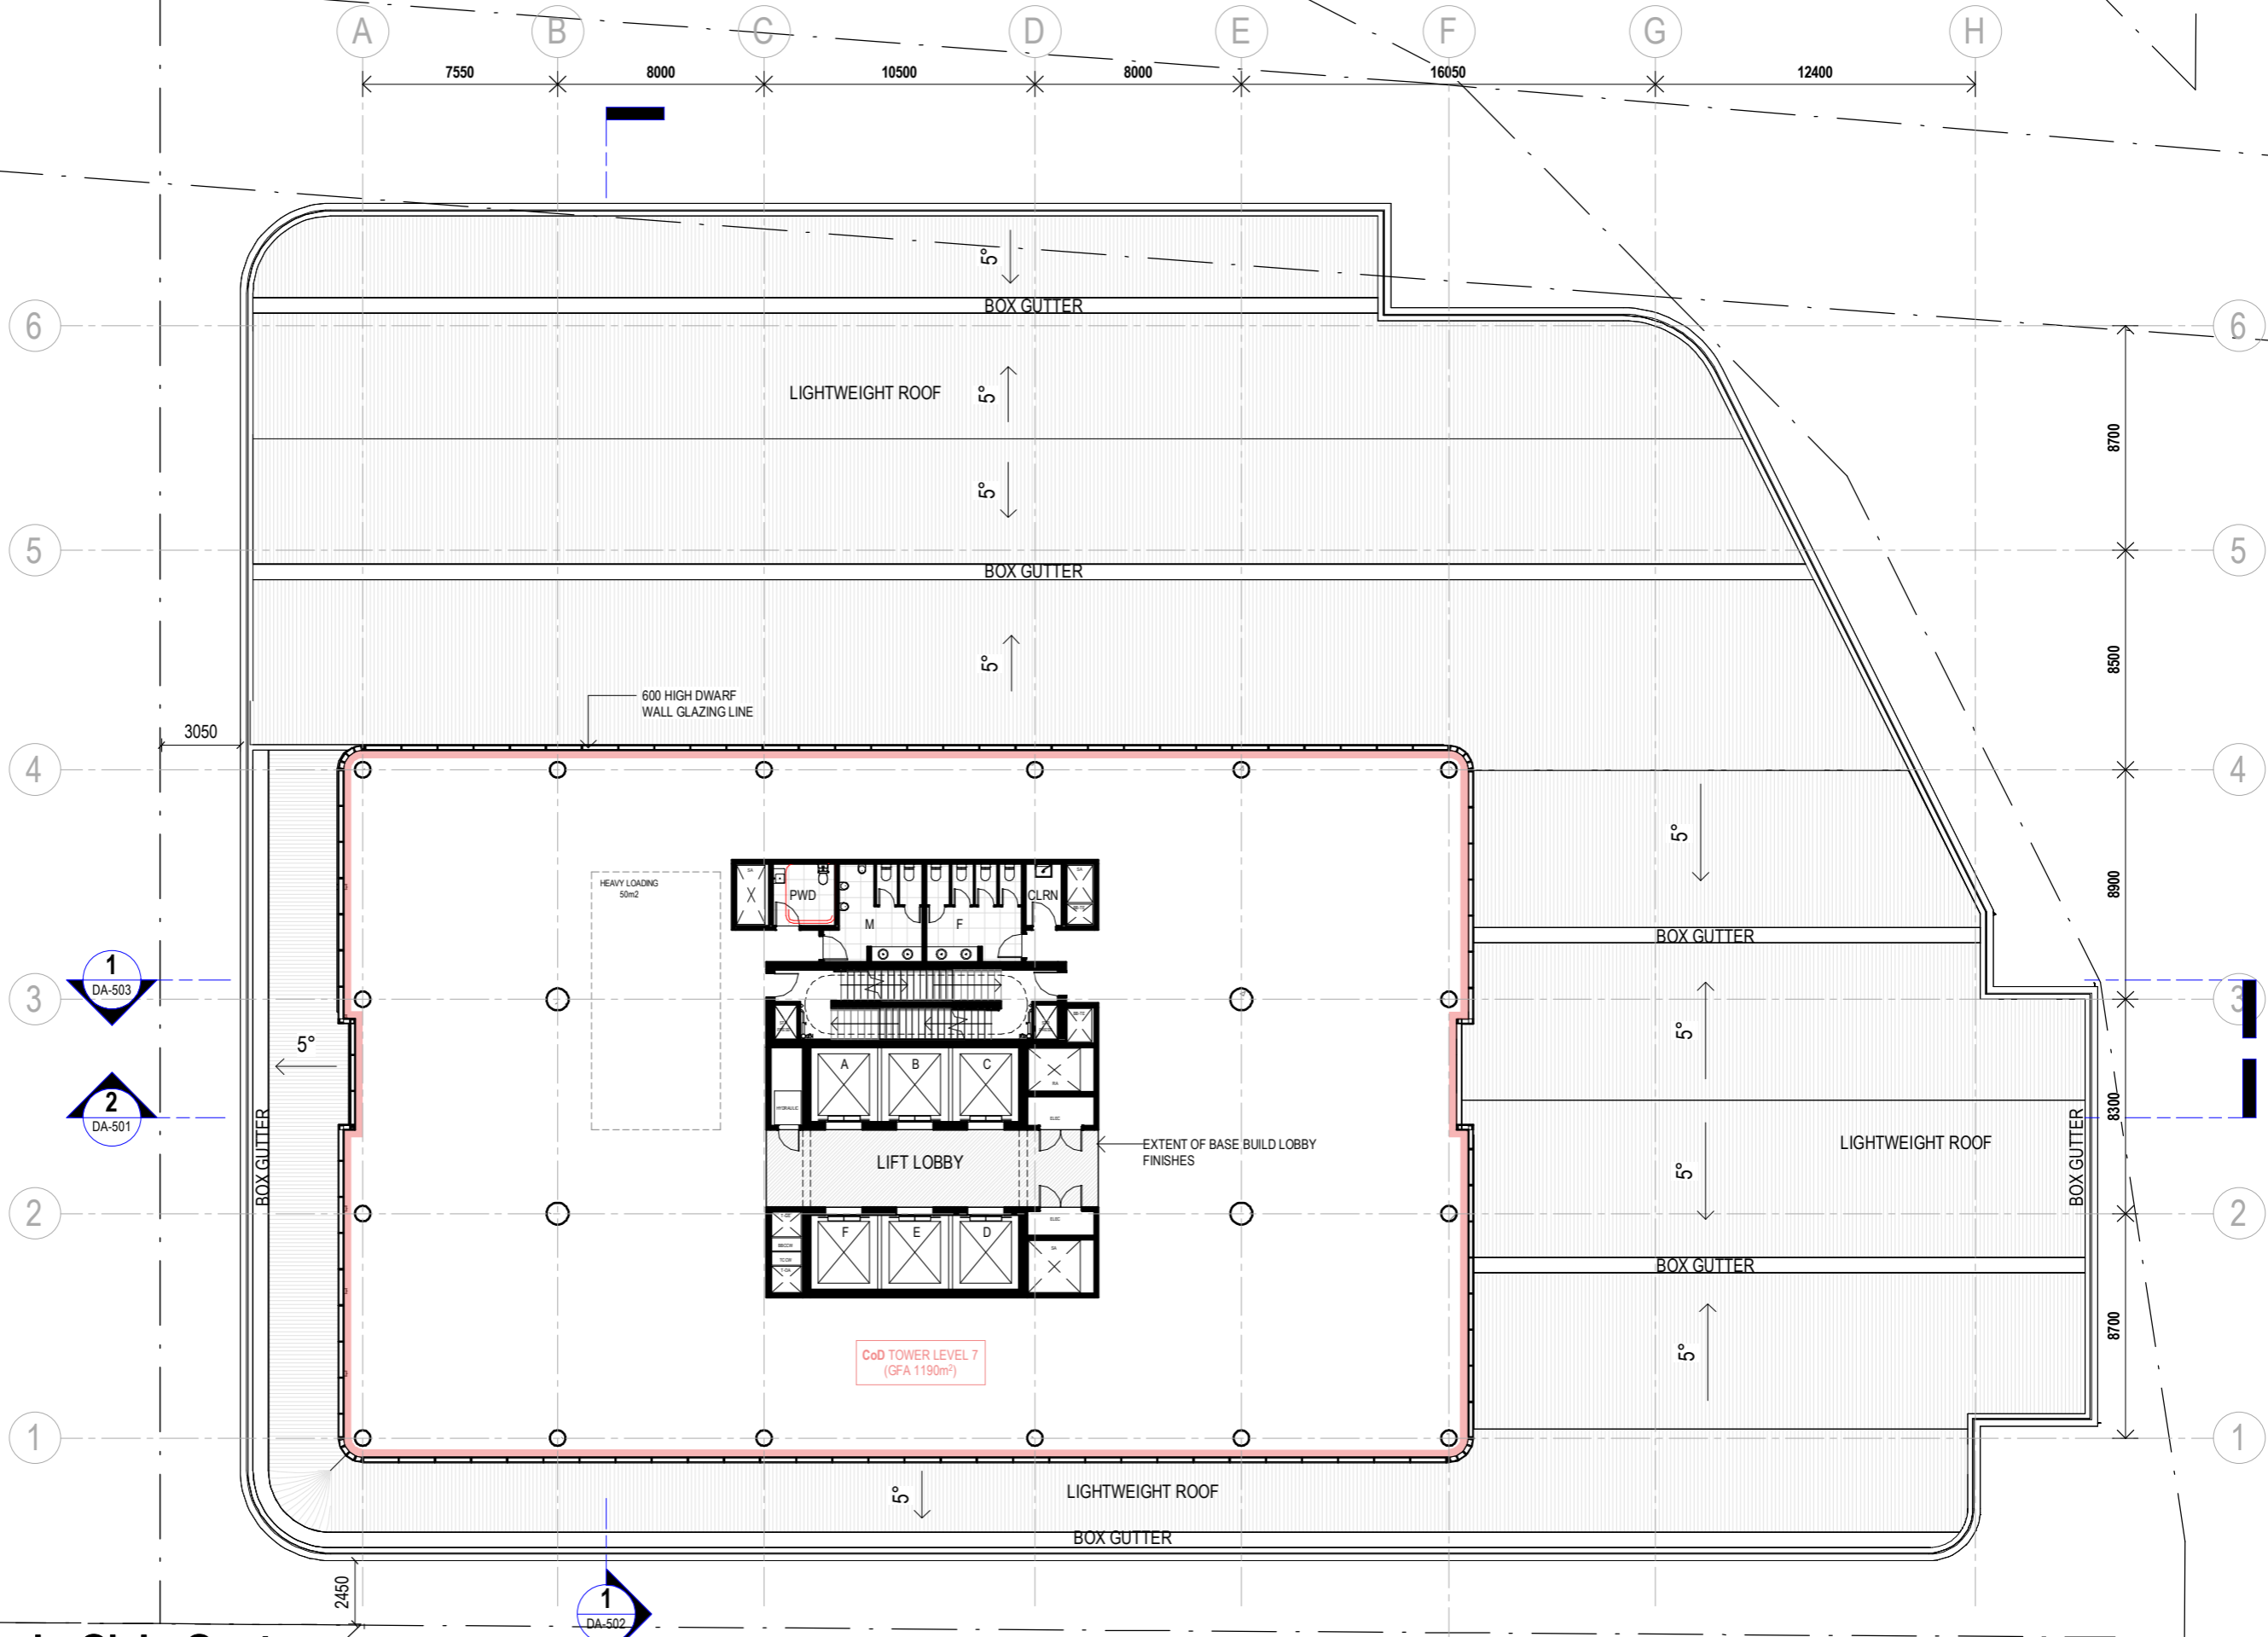 A B C D E F G H
7550 8000 10500 8000 16050 12400
5°
BOX GUTTER
6 6
LIGHTWEIGHT ROOF 5°
8700
5°
5 5
BOX GUTTER
8500
5°
600 HIGH DWARF
WALL GLAZING LINE
3050
4 4
5°
8900
HEAVY LOADING
50m2
PWD CLRN
M F
BOX GUTTER
1
DA-503
3 3
5°
5°
A B C
2
DA-501
HYDRAULIC
ELEC
8300
BOX GUTTER
EXTENT OF BASE BUILD LOBBY
FINISHES
LIFT LOBBY
LIGHTWEIGHT ROOF
BOX GUTTER
5°
2 2
ELEC
F E D
SA
BOX GUTTER
8700
5°
CoD TOWER LEVEL 7
(GFA 1190m²)
1 1
5°
LIGHTWEIGHT ROOF
BOX GUTTER
2450
1
DA-502